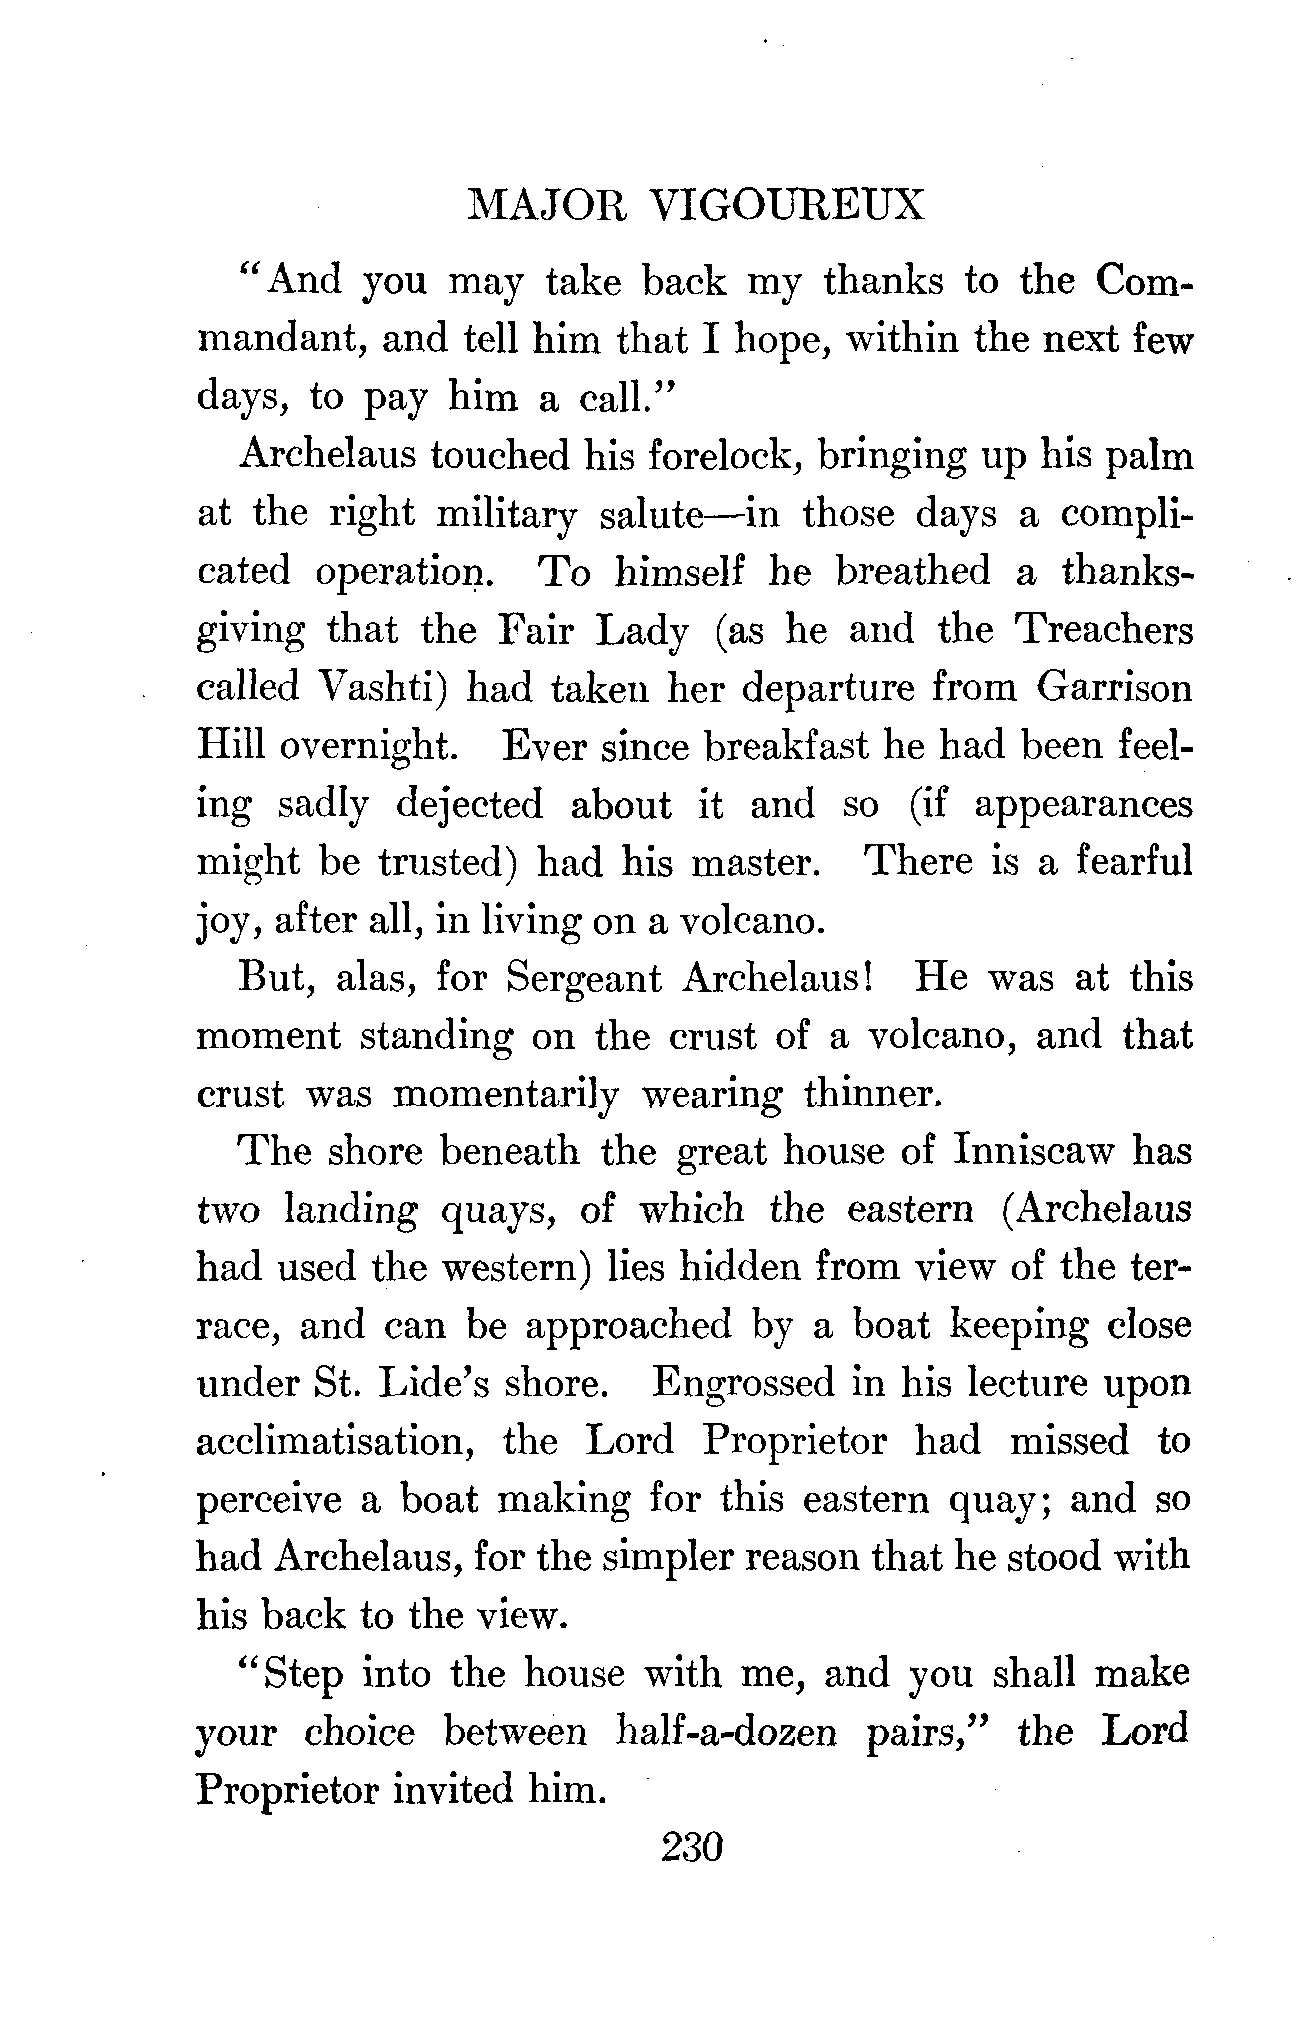 MAJOR VIGOUREUX
“And you may take back my thanks to the Com-
mandant, and tell him that I hope, within the next few
days, to pay him a call.”
Archelaus touched his forelock, bringing up his palm
at the right military salute—in those days a compli-
cated operation. To himself he breathed a thanks-
giving that the Fair Lady (as he and the Treachers
called Vashti) had taken her departure from Garrison
Hill overnight. Ever since breakfast he had been feel-
ing sadly dejected about it and so (if appearances
might be trusted) had his master. There is a fearful
joy, after all, in living on a volcano.
But, alas, for Sergeant Archelaus! He was at this
moment standing on the crust of a volcano, and that
crust was momentarily wearing thinner.
The shore beneath the great house of Inniscaw has
two landing quays, of which the eastern (Archelaus
had used the western) lies hidden from view of the ter-
race, and can be approached by a boat keeping close
under St. Lide’s shore. Engrossed in his lecture upon
acclimatisation, the Lord Proprietor had missed to
perceive a boat making for this eastern quay; and so
had Archelaus, for the simpler reason that he stood with
his back to the view.
“Step into the house with me, and you shall make
your choice between half-a-dozen pairs,” the Lord
Proprietor invited him.
230